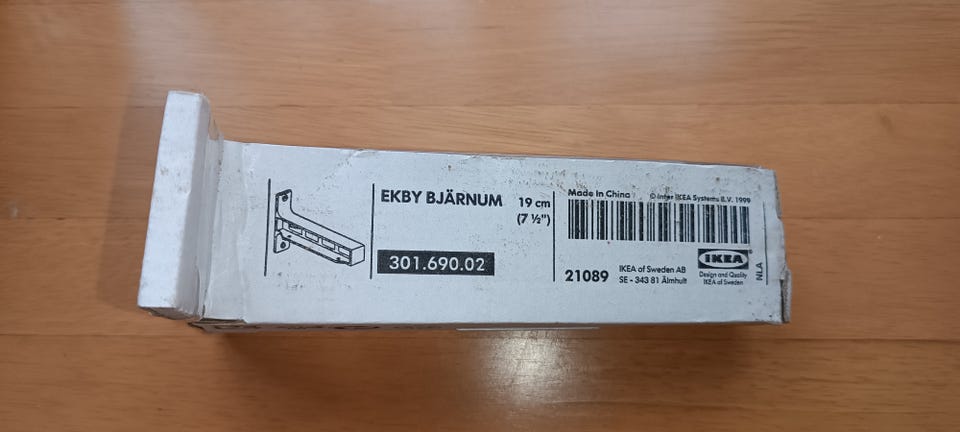 EKBY BJÄRNUM
19 cm
(7 ½")
301.690.02
Made in China
© Inter IKEA Systems B.V. 1999
21089
IKEA of Sweden AB
SE - 343 81 Älmhult
IKEA
Design and Quality
IKEA of Sweden
NLA